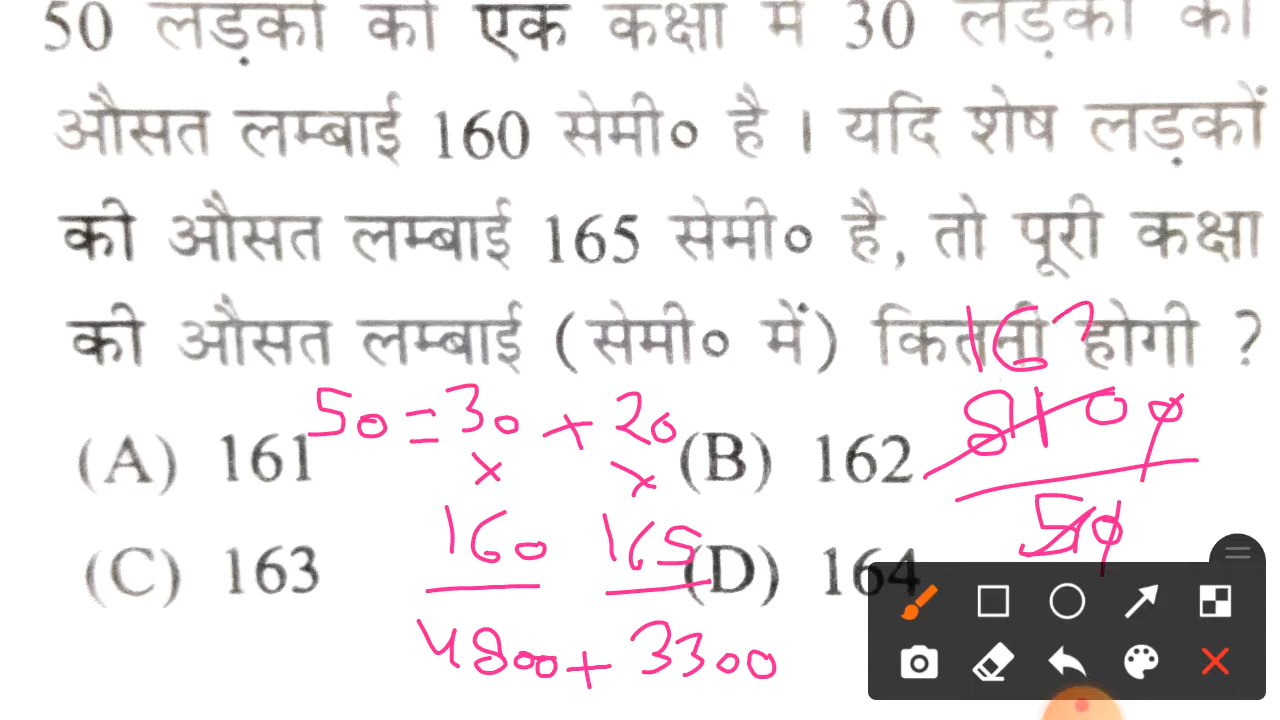 50 लड़कों की एक कक्षा में 30 लड़कों की
औसत लम्बाई 160 सेमी० है । यदि शेष लड़कों
की औसत लम्बाई 165 सेमी० है, तो पूरी कक्षा
की औसत लम्बाई (सेमी० में) कितनी होगी ?
162
50 = 30 + 20
8100
(A) 161
(B) 162
× ×
160 165
50
(C) 163
(D) 164
4800 + 3300